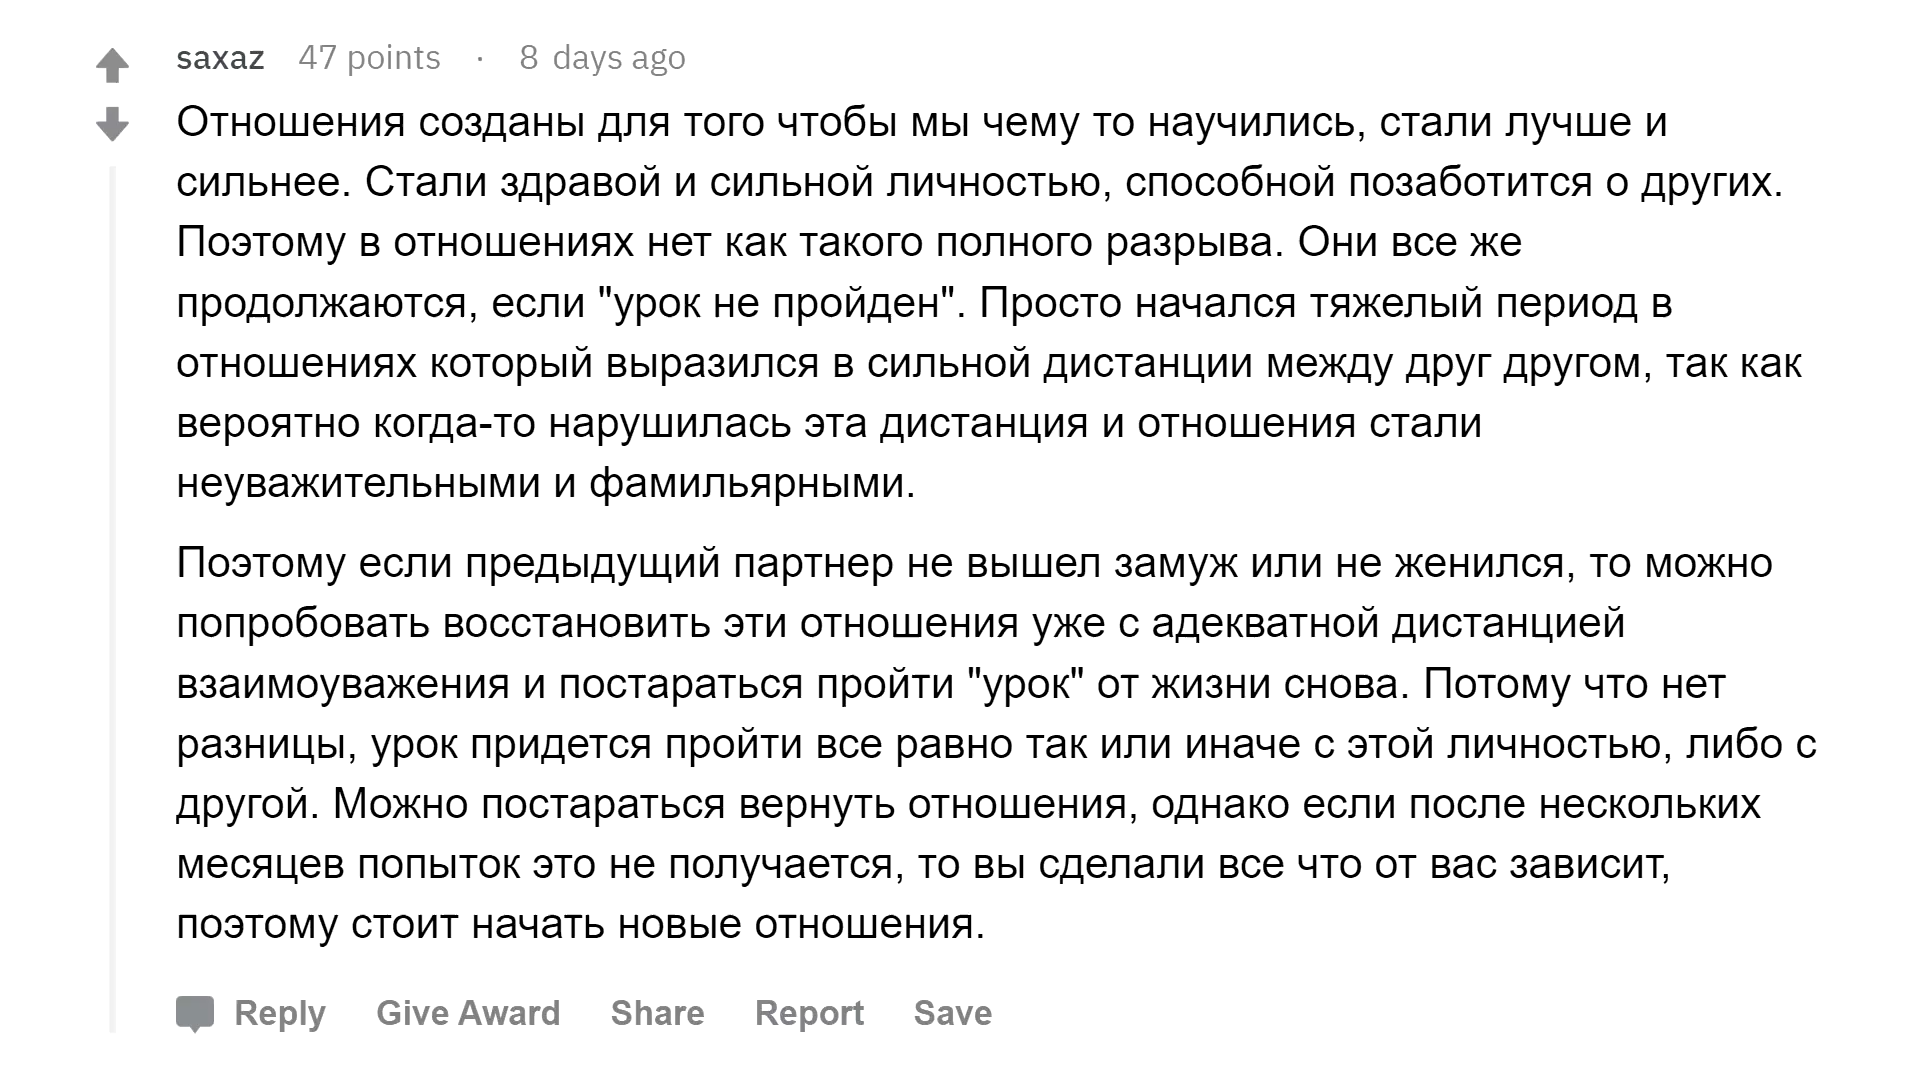 saxaz 47 points · 8 days ago
Отношения созданы для того чтобы мы чему то научились, стали лучше и
сильнее. Стали здравой и сильной личностью, способной позаботится о других.
Поэтому в отношениях нет как такого полного разрыва. Они все же
продолжаются, если "урок не пройден". Просто начался тяжелый период в
отношениях который выразился в сильной дистанции между друг другом, так как
вероятно когда-то нарушилась эта дистанция и отношения стали
неуважительными и фамильярными.
Поэтому если предыдущий партнер не вышел замуж или не женился, то можно
попробовать восстановить эти отношения уже с адекватной дистанцией
взаимоуважения и постараться пройти "урок" от жизни снова. Потому что нет
разницы, урок придется пройти все равно так или иначе с этой личностью, либо с
другой. Можно постараться вернуть отношения, однако если после нескольких
месяцев попыток это не получается, то вы сделали все что от вас зависит,
поэтому стоит начать новые отношения.
Reply Give Award Share Report Save